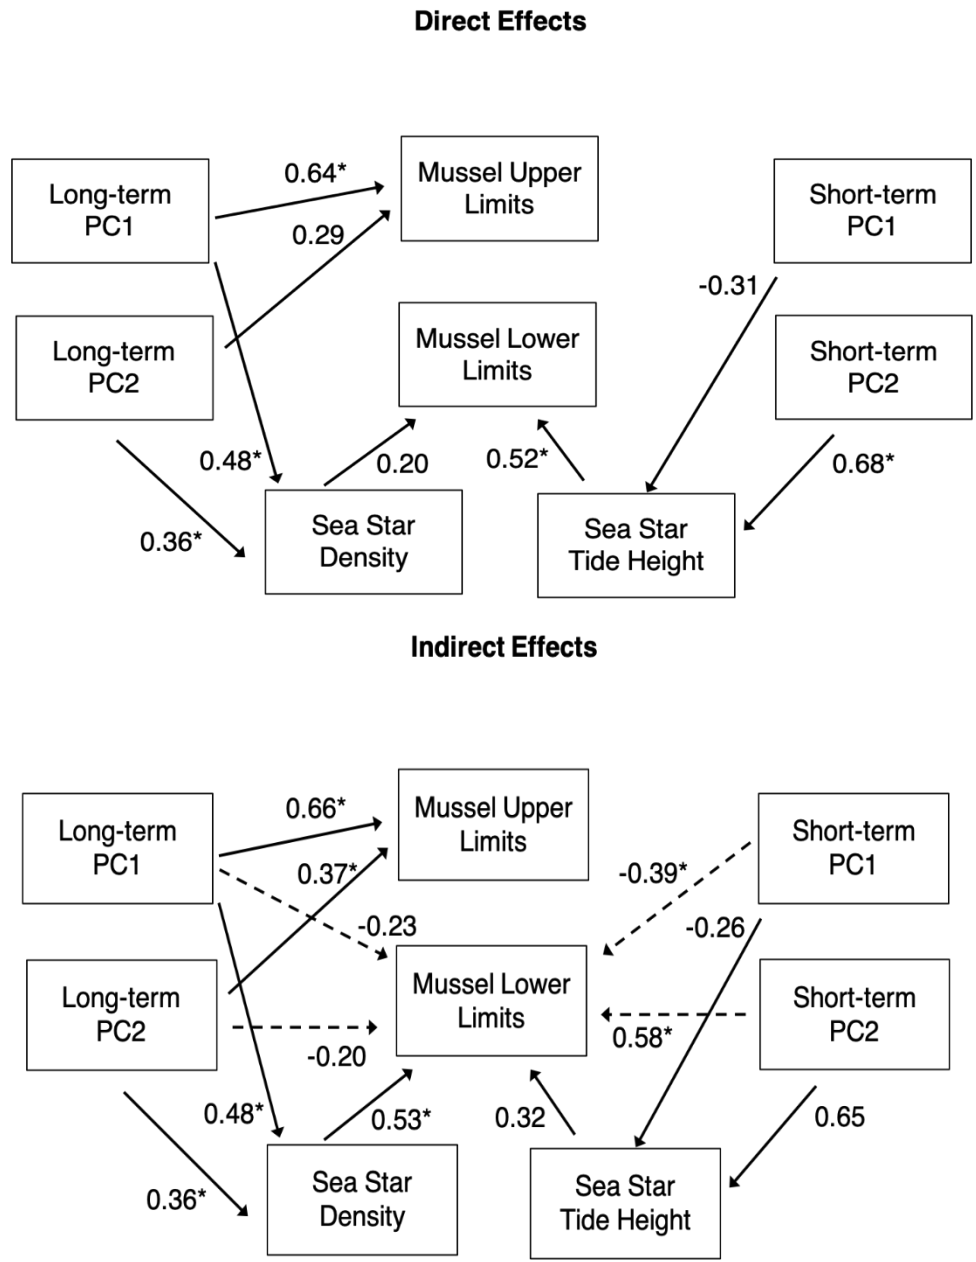 Direct Effects
Long-term
PC1
0.64*
Mussel Upper
Limits
Short-term
PC1
0.29
-0.31
Long-term
PC2
Mussel Lower
Limits
Short-term
PC2
0.48*
0.20
0.52*
0.68*
0.36*
Sea Star
Density
Sea Star
Tide Height
Indirect Effects
Long-term
PC1
0.66*
Mussel Upper
Limits
Short-term
PC1
0.37*
-0.39*
-0.23
-0.26
Long-term
PC2
Mussel Lower
Limits
Short-term
PC2
-0.20
0.58*
0.48*
0.53*
0.32
0.65
0.36*
Sea Star
Density
Sea Star
Tide Height